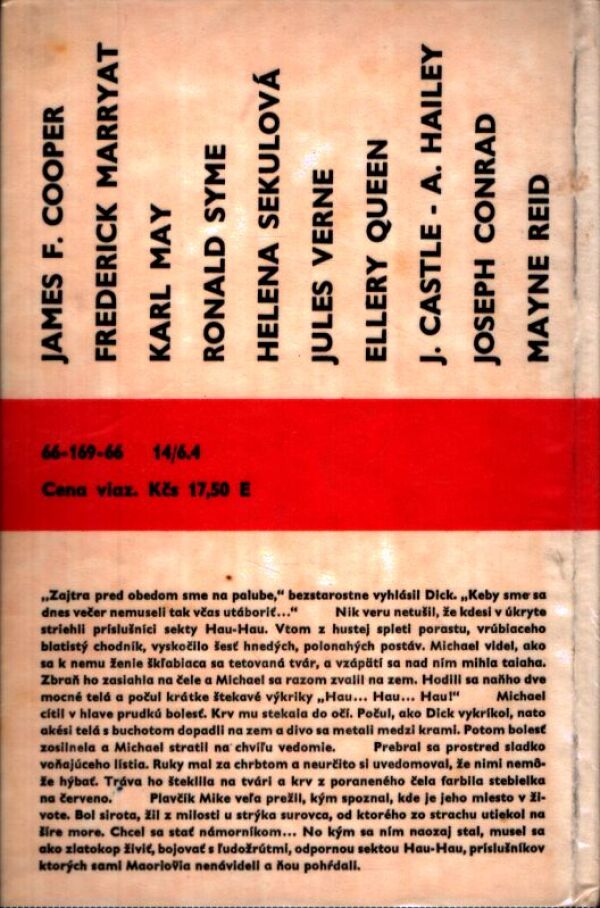 JAMES F. COOPER
FREDERICK MARRYAT
KARL MAY
RONALD SYME
HELENA SEKULOVÁ
JULES VERNE
ELLERY QUEEN
J. CASTLE - A. HAILEY
JOSEPH CONRAD
MAYNE REID
66-169-66 14/6.4
Cena viaz. Kčs 17,50 E
„Zajtra pred obedom sme na palube,“ bezstarostne vyhlásil Dick. „Keby sme sa
dnes večer nemuseli tak včas utáboriť...“ Nik veru netušil, že kdesi v úkryte
striehli príslušníci sekty Hau-Hau. Vtom z hustej spleti porastu, vrúbiaceho
blatistý chodník, vyskočilo šesť hnedých, polonahých postáv. Michael videl, ako
sa k nemu ženie škľabiaca sa tetovaná tvár, a vzápätí sa nad ním mihla taiaha.
Zbraň ho zasiahla na čele a Michael sa razom zvalil na zem. Hodili sa naňho dve
mocné telá a počul krátke štekavé výkriky „Hau... Hau... Hau!“ Michael
cítil v hlave prudkú bolesť. Krv mu stekala do očí. Počul, ako Dick vykríkol, nato
akési telá s buchotom dopadli na zem a divo sa metali medzi krami. Potom bolesť
zosilnela a Michael stratil na chvíľu vedomie. Prebral sa prostred sladko
voňajúceho lístia. Ruky mal za chrbtom a neurčito si uvedomoval, že nimi nemô-
že hýbať. Tráva ho šteklila na tvári a krv z poraneného čela farbila stebielka
na červeno. Plavčík Mike veľa prežil, kým spoznal, kde je jeho miesto v ži-
vote. Bol sirota, žil z milosti u strýka surovca, od ktorého zo strachu utiekol na
šire more. Chcel sa stať námorníkom... No kým sa ním naozaj stal, musel sa
ako zlatokop živiť, bojovať s ľudožrútmi, odpornou sektou Hau-Hau, príslušníkov
ktorých sami Maoriovia nenávideli a ňou pohŕdali.